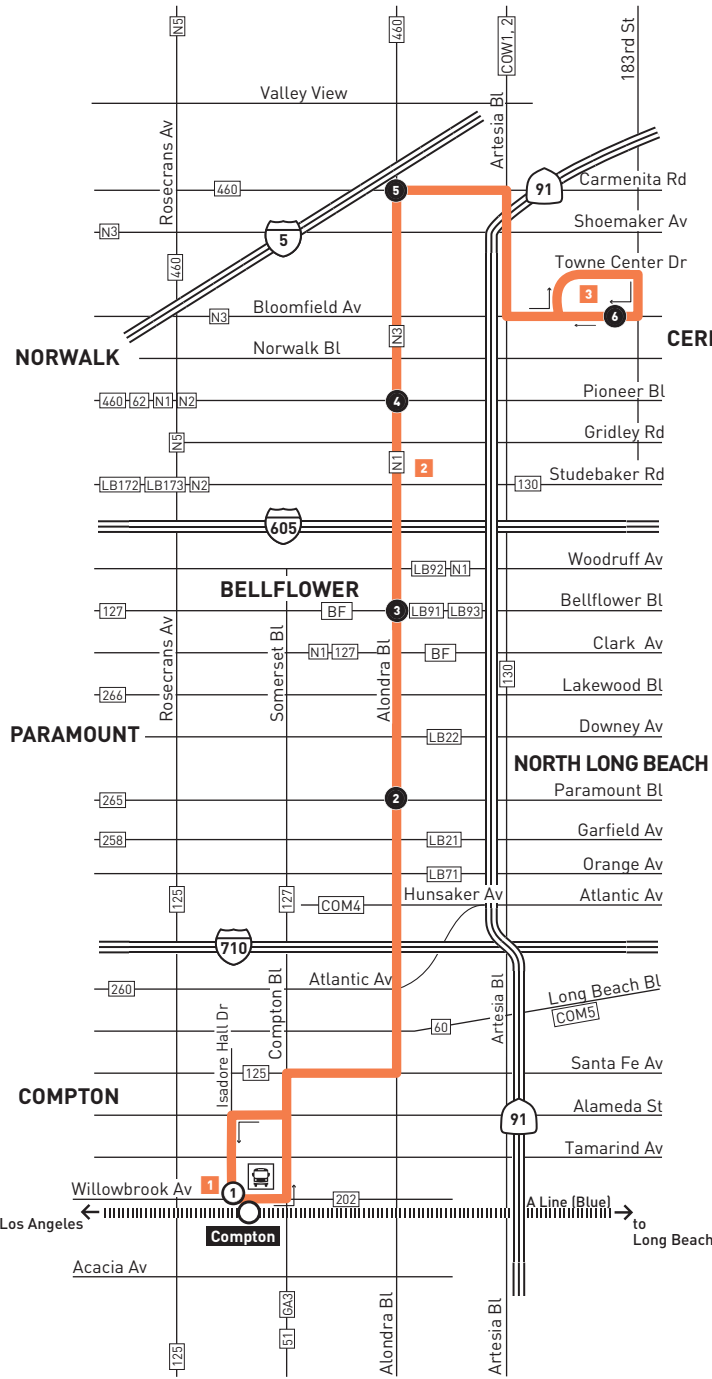 N5
460
COW1, 2
183rd St
Valley View
Rosecrans Av
Artesia Bl
91
460
5
Carmenita Rd
Shoemaker Av
N3
5
460
Towne Center Dr
3
Bloomfield Av
N3
6
N3
CERI
NORWALK
Norwalk Bl
460
62
N1
N2
4
Pioneer Bl
N5
Gridley Rd
N1
2
LB172
LB173
N2
130
Studebaker Rd
605
Woodruff Av
LB92
N1
BELLFLOWER
Bellflower Bl
127
BF
3
LB91
LB93
Clark Av
N1
127
BF
Rosecrans Av
Somerset Bl
Alondra Bl
130
266
Lakewood Bl
PARAMOUNT
Downey Av
LB22
NORTH LONG BEACH
265
2
Paramount Bl
258
LB21
Garfield Av
LB71
Orange Av
125
127
COM4
Hunsaker Av
Atlantic Av
710
260
Atlantic Av
Compton Bl
Artesia Bl
Long Beach Bl
COM5
60
Isadore Hall Dr
125
Santa Fe Av
COMPTON
Alameda St
91
Tamarind Av
Willowbrook Av
1
1
202
A Line (Blue)
Los Angeles
Compton
to
Long Beach
Acacia Av
GA3
51
125
Alondra Bl
Artesia Bl